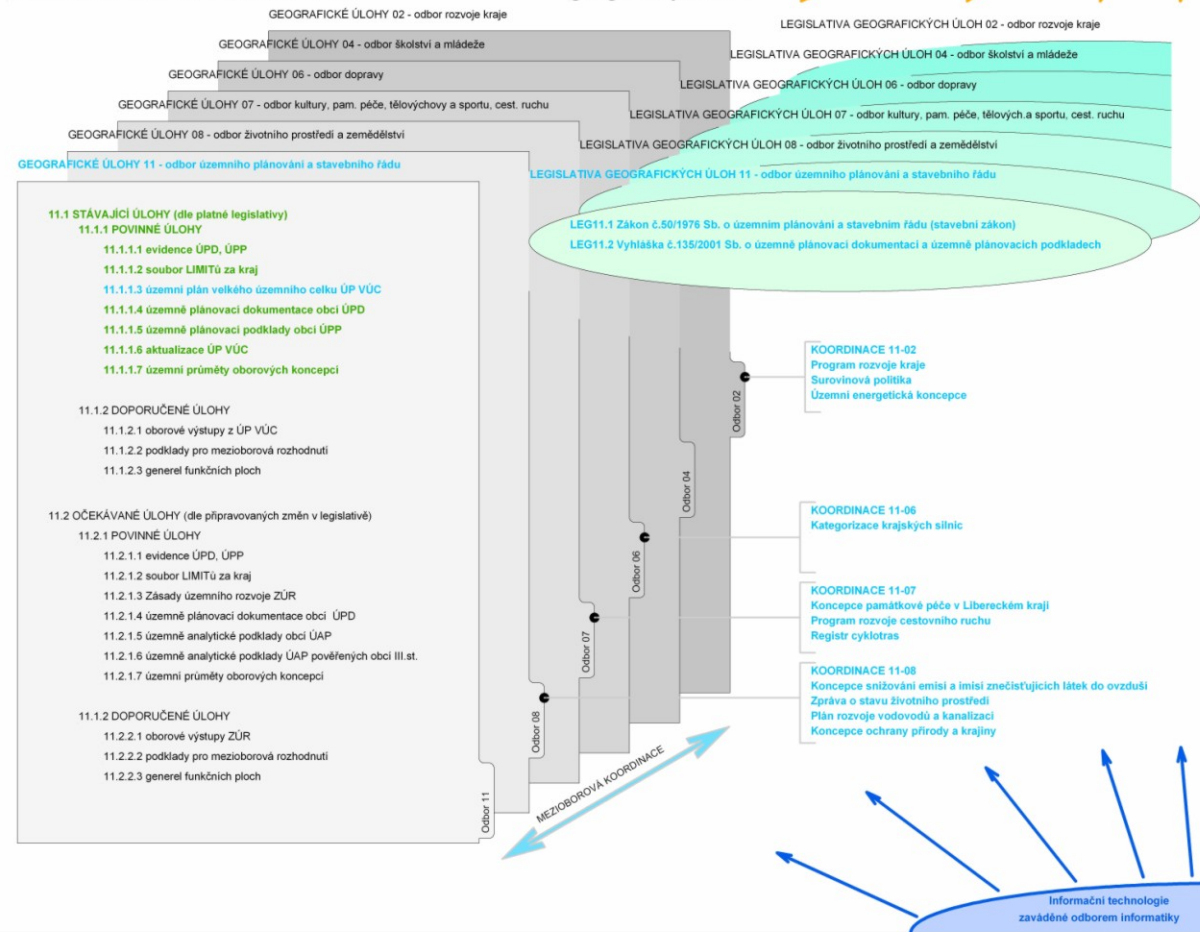 GEOGRAFICKÉ ÚLOHY 02 - odbor rozvoje kraje
GEOGRAFICKÉ ÚLOHY 04 - odbor školství a mládeže
GEOGRAFICKÉ ÚLOHY 06 - odbor dopravy
GEOGRAFICKÉ ÚLOHY 07 - odbor kultury, pam. péče, tělovýchovy a sportu, cest. ruchu
GEOGRAFICKÉ ÚLOHY 08 - odbor životního prostředí a zemědělství
GEOGRAFICKÉ ÚLOHY 11 - odbor územního plánování a stavebního řádu
11.1 STÁVAJÍCÍ ÚLOHY (dle platné legislativy)
11.1.1 POVINNÉ ÚLOHY
11.1.1.1 evidence ÚPD, ÚPP
11.1.1.2 soubor LIMITů za kraj
11.1.1.3 územní plán velkého územního celku ÚP VÚC
11.1.1.4 územně plánovací dokumentace obcí ÚPD
11.1.1.5 územně plánovací podklady obcí ÚPP
11.1.1.6 aktualizace ÚP VÚC
11.1.1.7 územní průměty oborových koncepcí
11.1.2 DOPORUČENÉ ÚLOHY
11.1.2.1 oborové výstupy z ÚP VÚC
11.1.2.2 podklady pro mezioborová rozhodnutí
11.1.2.3 generel funkčních ploch
11.2 OČEKÁVANÉ ÚLOHY (dle připravovaných změn v legislativě)
11.2.1 POVINNÉ ÚLOHY
11.2.1.1 evidence ÚPD, ÚPP
11.2.1.2 soubor LIMITů za kraj
11.2.1.3 Zásady územního rozvoje ZÚR
11.2.1.4 územně plánovací dokumentace obcí ÚPD
11.2.1.5 územně analytické podklady obcí ÚAP
11.2.1.6 územně analytické podklady ÚAP pověřených obcí III.st.
11.2.1.7 územní průměty oborových koncepcí
11.1.2 DOPORUČENÉ ÚLOHY
11.2.2.1 oborové výstupy ZÚR
11.2.2.2 podklady pro mezioborová rozhodnutí
11.2.2.3 generel funkčních ploch
Odbor 11
Odbor 08
Odbor 07
Odbor 06
Odbor 04
Odbor 02
MEZIOBOROVÁ KOORDINACE
LEGISLATIVA GEOGRAFICKÝCH ÚLOH 02 - odbor rozvoje kraje
LEGISLATIVA GEOGRAFICKÝCH ÚLOH 04 - odbor školství a mládeže
LEGISLATIVA GEOGRAFICKÝCH ÚLOH 06 - odbor dopravy
LEGISLATIVA GEOGRAFICKÝCH ÚLOH 07 - odbor kultury, pam. péče, tělových.a sportu, cest. ruchu
LEGISLATIVA GEOGRAFICKÝCH ÚLOH 08 - odbor životního prostředí a zemědělství
LEGISLATIVA GEOGRAFICKÝCH ÚLOH 11 - odbor územního plánování a stavebního řádu
LEG11.1 Zákon č.50/1976 Sb. o územním plánování a stavebním řádu (stavební zákon)
LEG11.2 Vyhláška č.135/2001 Sb. o územně plánovací dokumentaci a územně plánovacích podkladech
KOORDINACE 11-02
Program rozvoje kraje
Surovinová politika
Územní energetická koncepce
KOORDINACE 11-06
Kategorizace krajských silnic
KOORDINACE 11-07
Koncepce památkové péče v Libereckém kraji
Program rozvoje cestovního ruchu
Registr cyklotras
KOORDINACE 11-08
Koncepce snižování emisí a imisí znečisťujících látek do ovzduší
Zpráva o stavu životního prostředí
Plán rozvoje vodovodů a kanalizací
Koncepce ochrany přírody a krajiny
Informační technologie
zaváděné odborem informatiky